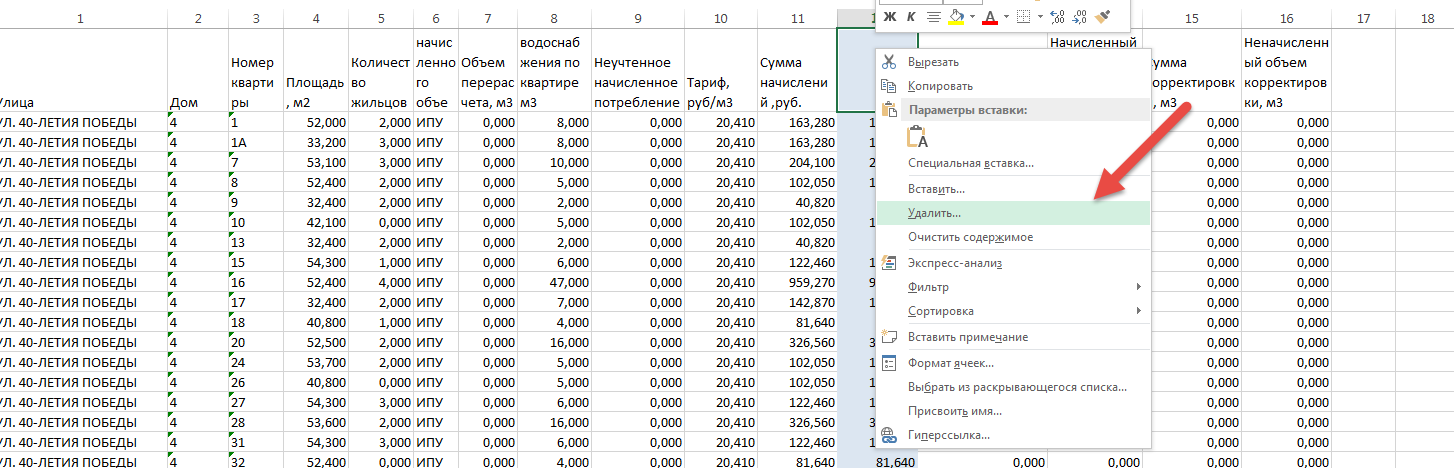 1 2 3 4 5 6 7 8 9 10 11 15 16 17 18
Ж К А
Улица Дом Номер кварти ры Площадь , м2 Количест во жильцов начис ленно го объе Объем перерас чета, м3 водоснаб жения по квартире м3 Неучтенное начисленное потребление Тариф, руб/м3 Сумма начислени й ,руб. Начисленный умма орректировк , м3 Неначисленн ый объем корректиров ки, м3
УЛ. 40-ЛЕТИЯ ПОБЕДЫ 4 1 52,000 2,000 ИПУ 0,000 8,000 0,000 20,410 163,280 1 0,000 0,000
УЛ. 40-ЛЕТИЯ ПОБЕДЫ 4 1А 33,200 3,000 ИПУ 0,000 8,000 0,000 20,410 163,280 1 0,000 0,000
УЛ. 40-ЛЕТИЯ ПОБЕДЫ 4 7 53,100 3,000 ИПУ 0,000 10,000 0,000 20,410 204,100 2 0,000 0,000
УЛ. 40-ЛЕТИЯ ПОБЕДЫ 4 8 52,400 2,000 ИПУ 0,000 5,000 0,000 20,410 102,050 1 0,000 0,000
УЛ. 40-ЛЕТИЯ ПОБЕДЫ 4 9 32,400 2,000 ИПУ 0,000 2,000 0,000 20,410 40,820 0,000 0,000
УЛ. 40-ЛЕТИЯ ПОБЕДЫ 4 10 42,100 0,000 ИПУ 0,000 5,000 0,000 20,410 102,050 1 0,000 0,000
УЛ. 40-ЛЕТИЯ ПОБЕДЫ 4 13 32,400 2,000 ИПУ 0,000 2,000 0,000 20,410 40,820 0,000 0,000
УЛ. 40-ЛЕТИЯ ПОБЕДЫ 4 15 54,300 1,000 ИПУ 0,000 6,000 0,000 20,410 122,460 1 0,000 0,000
УЛ. 40-ЛЕТИЯ ПОБЕДЫ 4 16 52,400 4,000 ИПУ 0,000 47,000 0,000 20,410 959,270 9 0,000 0,000
УЛ. 40-ЛЕТИЯ ПОБЕДЫ 4 17 32,400 2,000 ИПУ 0,000 7,000 0,000 20,410 142,870 1 0,000 0,000
УЛ. 40-ЛЕТИЯ ПОБЕДЫ 4 18 40,800 1,000 ИПУ 0,000 4,000 0,000 20,410 81,640 0,000 0,000
УЛ. 40-ЛЕТИЯ ПОБЕДЫ 4 20 52,500 2,000 ИПУ 0,000 16,000 0,000 20,410 326,560 3 0,000 0,000
УЛ. 40-ЛЕТИЯ ПОБЕДЫ 4 24 53,700 2,000 ИПУ 0,000 5,000 0,000 20,410 102,050 1 0,000 0,000
УЛ. 40-ЛЕТИЯ ПОБЕДЫ 4 26 40,800 0,000 ИПУ 0,000 5,000 0,000 20,410 102,050 1 0,000 0,000
УЛ. 40-ЛЕТИЯ ПОБЕДЫ 4 27 54,300 3,000 ИПУ 0,000 6,000 0,000 20,410 122,460 1 0,000 0,000
УЛ. 40-ЛЕТИЯ ПОБЕДЫ 4 28 53,600 2,000 ИПУ 0,000 16,000 0,000 20,410 326,560 3 0,000 0,000
УЛ. 40-ЛЕТИЯ ПОБЕДЫ 4 31 54,300 3,000 ИПУ 0,000 6,000 0,000 20,410 122,460 1 0,000 0,000
УЛ. 40-ЛЕТИЯ ПОБЕДЫ 4 32 52,400 0,000 ИПУ 0,000 4,000 0,000 20,410 81,640 81,640 0,000 0,000 0,000 0,000
Вырезать
Копировать
Параметры вставки:
Специальная вставка...
Вставить...
Удалить...
Очистить содержимое
Экспресс-анализ
Фильтр
Сортировка
Вставить примечание
Формат ячеек...
Выбрать из раскрывающегося списка...
Присвоить имя...
Гиперссылка...